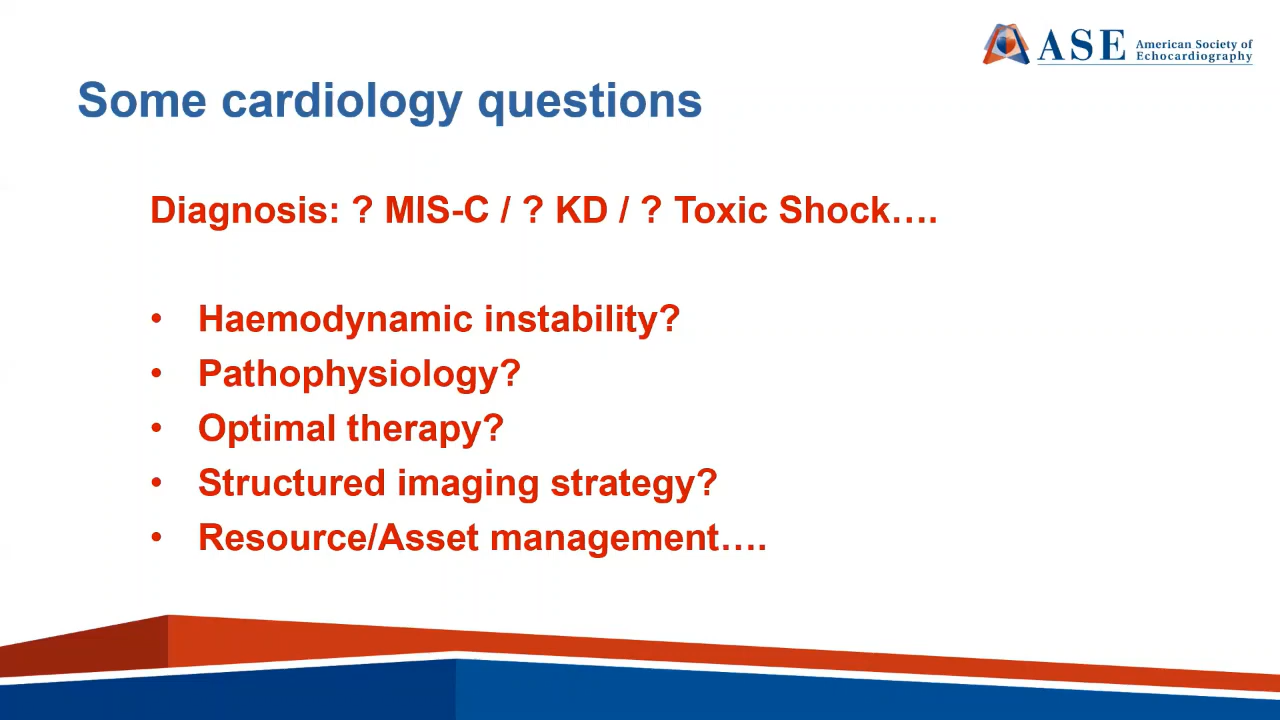 ASE American Society of
Echocardiography
Some cardiology questions
Diagnosis: ? MIS-C / ? KD / ? Toxic Shock….
• Haemodynamic instability?
• Pathophysiology?
• Optimal therapy?
• Structured imaging strategy?
• Resource/Asset management….